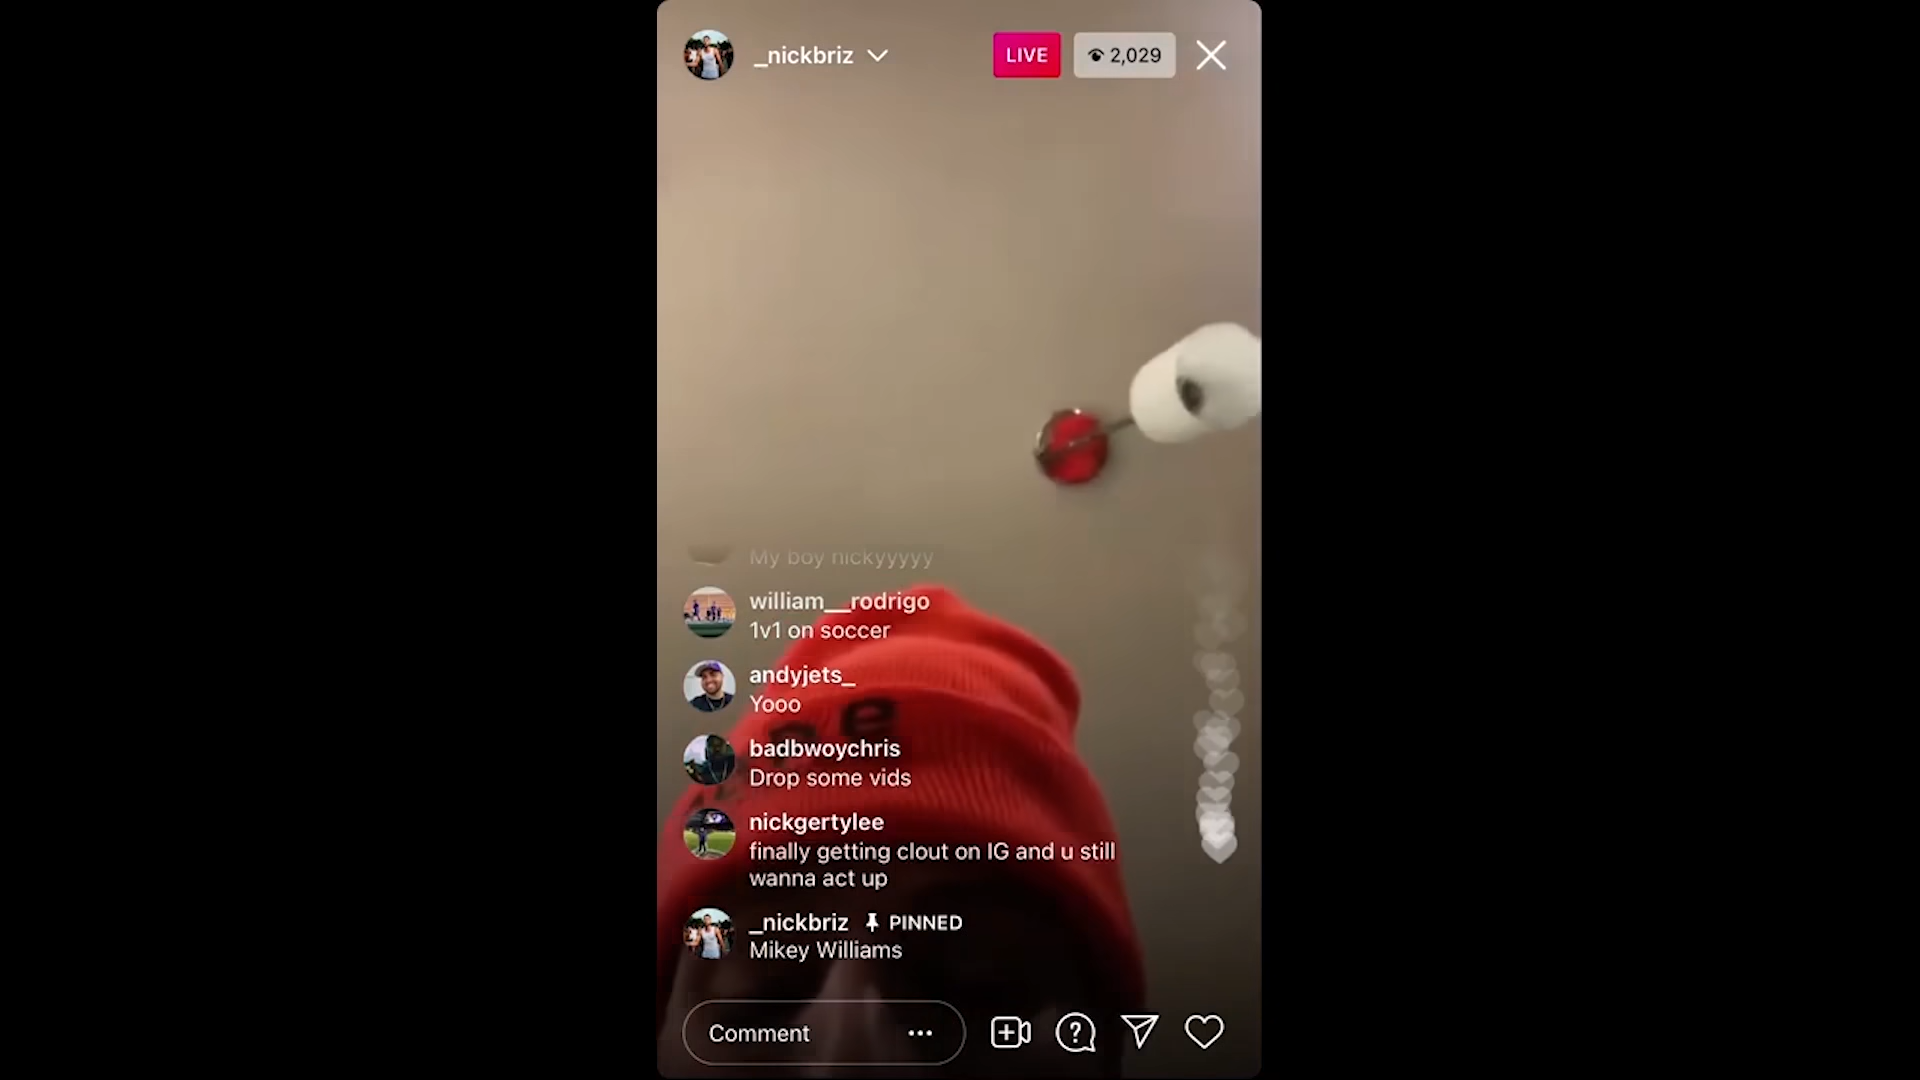 _nickbriz
LIVE
2,029
My boy nickyyyyy
william__rodrigo
1v1 on soccer
andyjets_
Yooo
badbwoychris
Drop some vids
nickgertylee
finally getting clout on IG and u still
wanna act up
_nickbriz PINNED
Mikey Williams
Comment